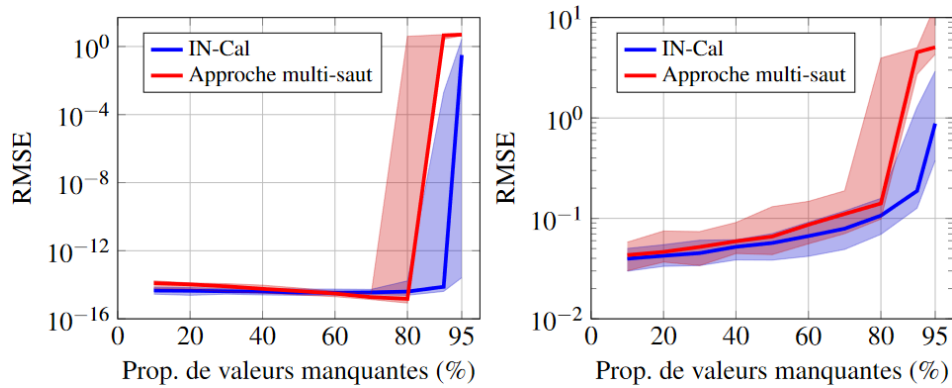 10^0
10^−4
10^−8
10^−12
10^−16
RMSE
IN-Cal
Approche multi-saut
0 20 40 60 80 95
Prop. de valeurs manquantes (%)
10^1
10^0
10^−1
10^−2
RMSE
IN-Cal
Approche multi-saut
0 20 40 60 80 95
Prop. de valeurs manquantes (%)